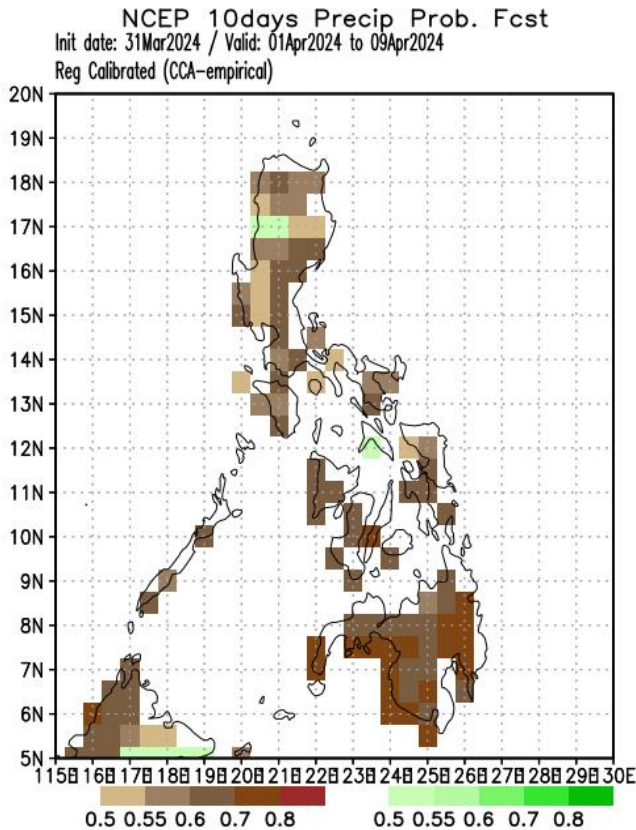 NCEP 10days Precip Prob. Fcst
Init date: 31Mar2024 / Valid: 01Apr2024 to 09Apr2024
Reg Calibrated (CCA-empirical)
20N
19N
18N
17N
16N
15N
14N
13N
12N
11N
10N
9N
8N
7N
6N
5N
115E 116E 117E 118E 119E 120E 121E 122E 123E 124E 125E 126E 127E 128E 129E 130E
0.5 0.55 0.6 0.7 0.8 0.5 0.55 0.6 0.7 0.8